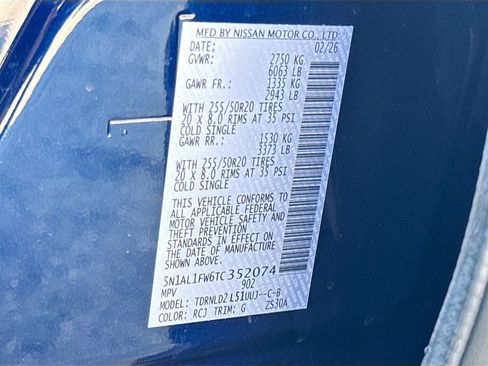 MFD BY NISSAN MOTOR CO., LTD.
DATE: 02/26
GVWR: 2750 KG
6063 LB
GAWR FR.: 1335 KG
2943 LB
WITH 255/50R20 TIRES
20 x 8.0 RIMS AT 35 PSI
COLD SINGLE
GAWR RR.: 1530 KG
3373 LB
WITH 255/50R20 TIRES
20 x 8.0 RIMS AT 35 PSI
COLD SINGLE
THIS VEHICLE CONFORMS TO
ALL APPLICABLE FEDERAL
MOTOR VEHICLE SAFETY AND
THEFT PREVENTION
STANDARDS IN EFFECT ON
THE DATE OF MANUFACTURE
SHOWN ABOVE.
5N1AL1FW6TC352074
MPV 902
MODEL: TDRNLD2 L51UUJ--C-B
COLOR: RCJ TRIM: G ZS30A